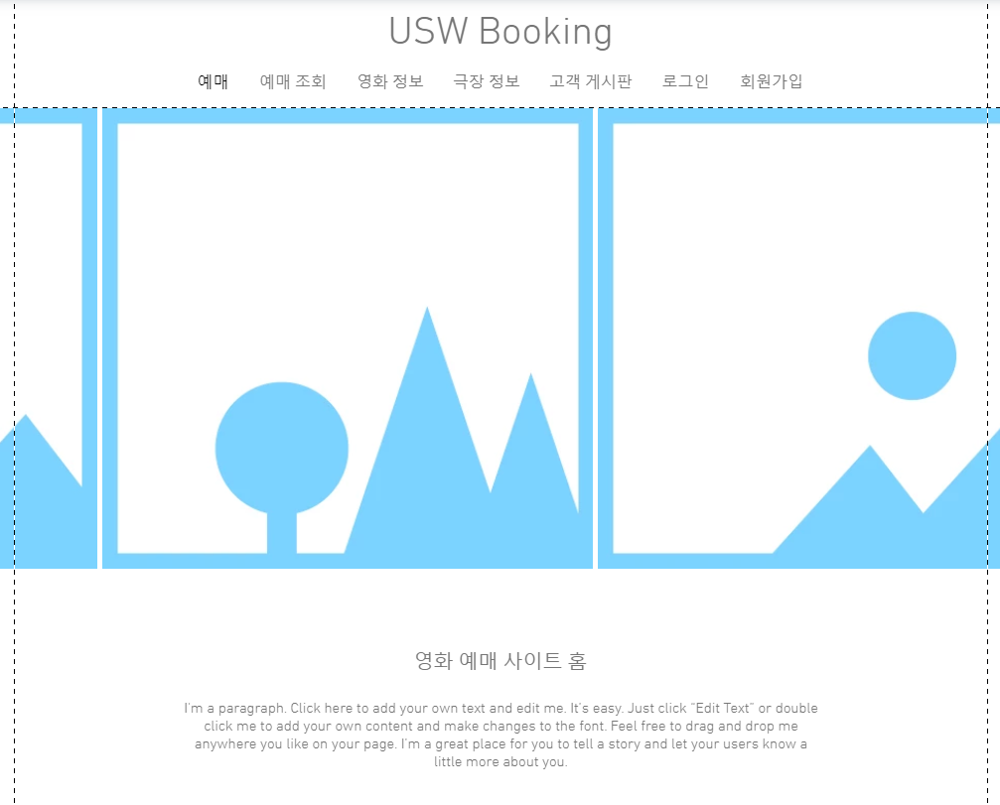 USW Booking
예매 예매 조회 영화 정보 극장 정보 고객 게시판 로그인 회원가입
영화 예매 사이트 홈
I'm a paragraph. Click here to add your own text and edit me. It's easy. Just click "Edit Text" or double
click me to add your own content and make changes to the font. Feel free to drag and drop me
anywhere you like on your page. I'm a great place for you to tell a story and let your users know a
little more about you.